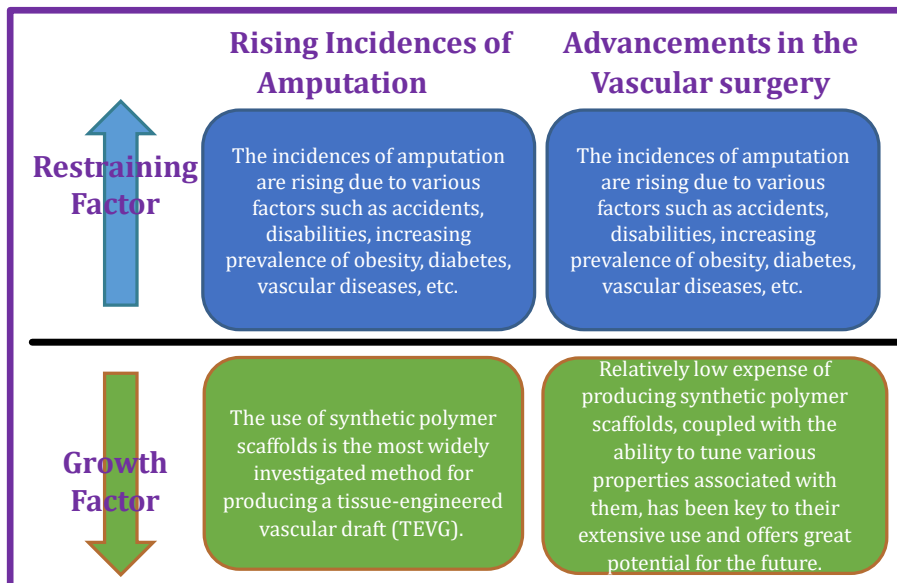 Rising Incidences of
Amputation
Advancements in the
Vascular surgery
Restraining
Factor
The incidences of amputation
are rising due to various
factors such as accidents,
disabilities, increasing
prevalence of obesity, diabetes,
vascular diseases, etc.
The incidences of amputation
are rising due to various
factors such as accidents,
disabilities, increasing
prevalence of obesity, diabetes,
vascular diseases, etc.
Growth
Factor
The use of synthetic polymer
scaffolds is the most widely
investigated method for
producing a tissue-engineered
vascular draft (TEVG).
Relatively low expense of
producing synthetic polymer
scaffolds, coupled with the
ability to tune various
properties associated with
them, has been key to their
extensive use and offers great
potential for the future.